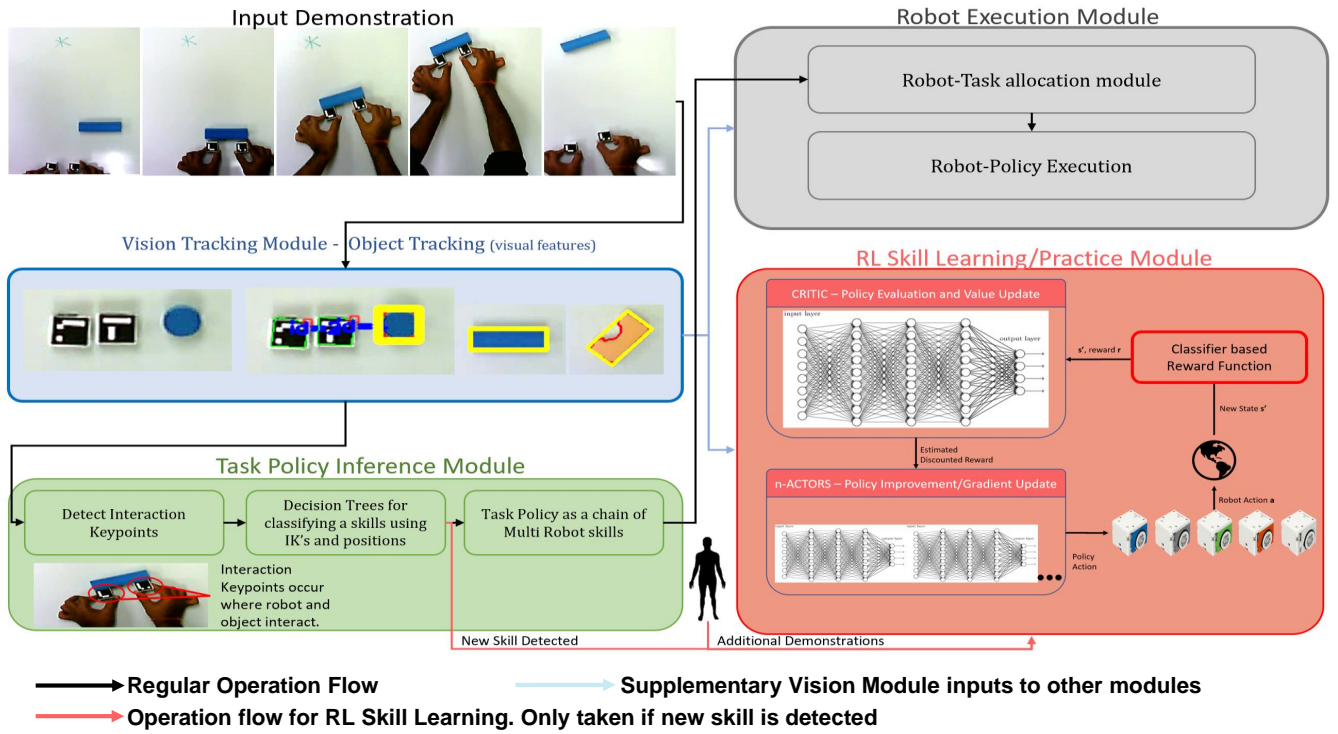 Input Demonstration
Robot Execution Module
Robot-Task allocation module
Robot-Policy Execution
Vision Tracking Module - Object Tracking (visual features)
RL Skill Learning/Practice Module
CRITIC – Policy Evaluation and Value Update
input layer
output layer
s', reward r
Classifier based
Reward Function
New State s'
Estimated
Discounted Reward
Task Policy Inference Module
Detect Interaction
Keypoints
Decision Trees for
classifying a skills using
IK's and positions
Task Policy as a chain of
Multi Robot skills
n-ACTORS – Policy Improvement/Gradient Update
Robot Action a
Policy
Action
Interaction
Keypoints occur
where robot and
object interact.
New Skill Detected
Additional Demonstrations
Regular Operation Flow
Supplementary Vision Module inputs to other modules
Operation flow for RL Skill Learning. Only taken if new skill is detected